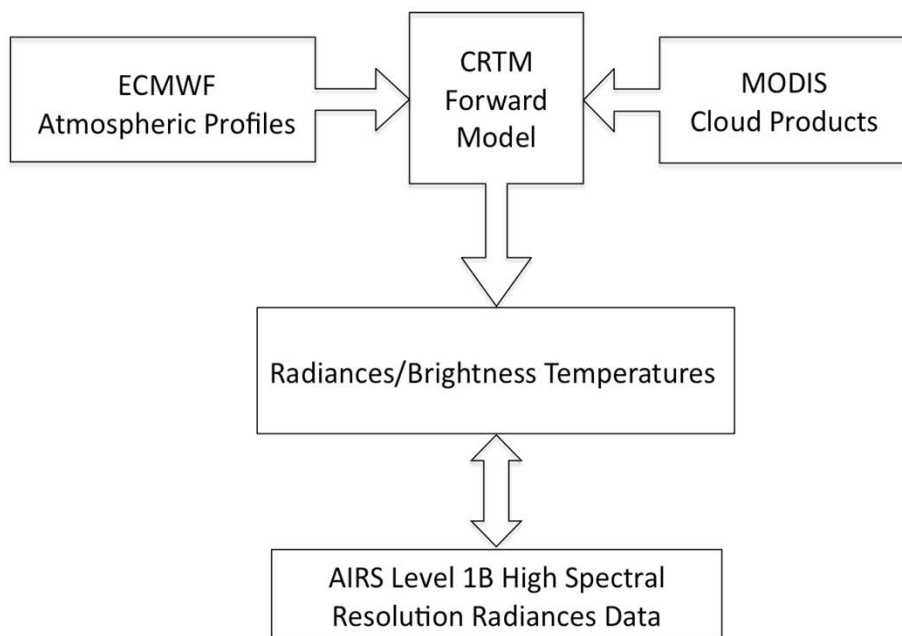 ECMWF
Atmospheric Profiles
CRTM
Forward
Model
MODIS
Cloud Products
Radiances/Brightness Temperatures
AIRS Level 1B High Spectral
Resolution Radiances Data